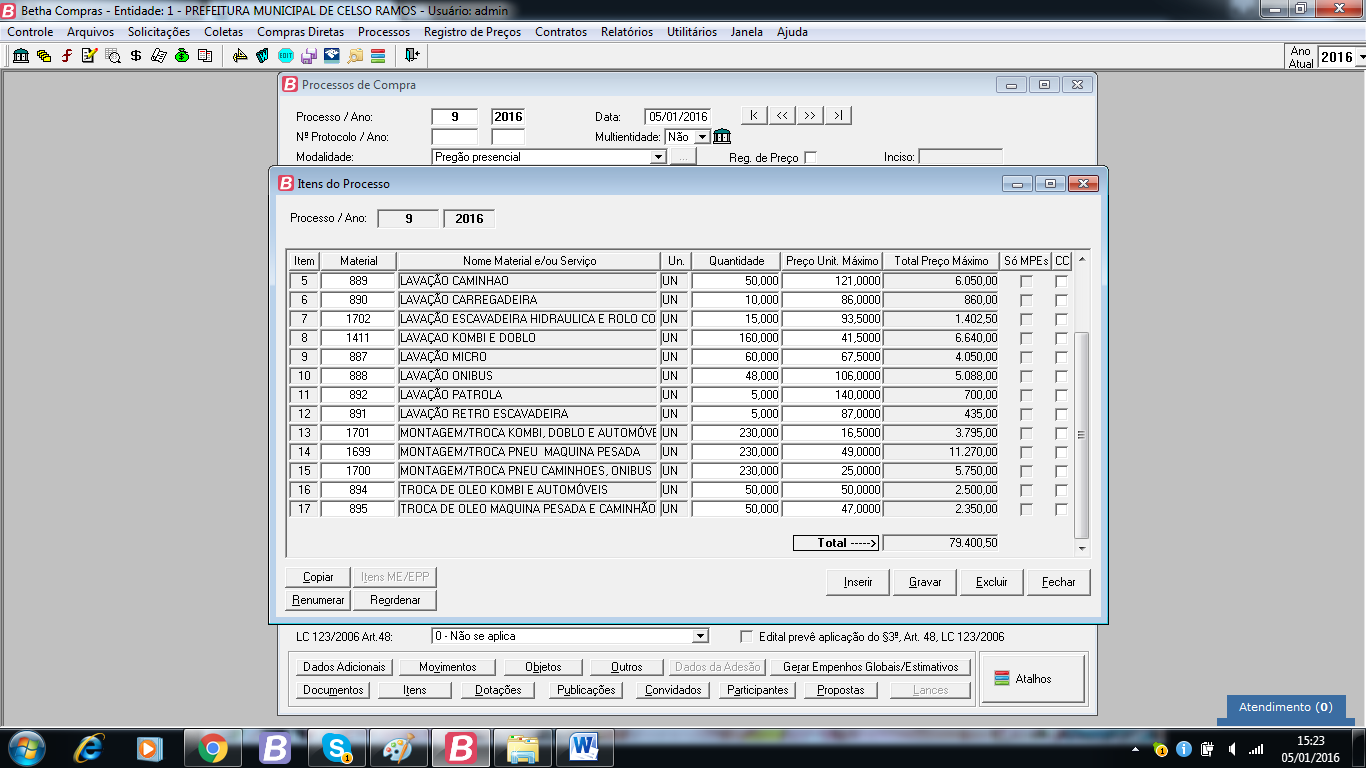 Betha Compras - Entidade: 1 - PREFEITURA MUNICIPAL DE CELSO RAMOS - Usuário: admin
Controle Arquivos Solicitações Coletas Compras Diretas Processos Registro de Preços Contratos Relatórios Utilitários Janela Ajuda
EDIT
Ano Atual 2016
Processos de Compra
Processo / Ano: 9 2016 Data: 05/01/2016 |< << >> >|
Nº Protocolo / Ano: Multientidade: Não
Modalidade: Pregão presencial ... Reg. de Preço Inciso:
Itens do Processo
Processo / Ano: 9 2016
Item Material Nome Material e/ou Serviço Un. Quantidade Preço Unit. Máximo Total Preço Máximo Só MPEs CC
5 889 LAVAÇÃO CAMINHAO UN 50,000 121,0000 6.050,00
6 890 LAVAÇÃO CARREGADEIRA UN 10,000 86,0000 860,00
7 1702 LAVAÇÃO ESCAVADEIRA HIDRAULICA E ROLO CO UN 15,000 93,5000 1.402,50
8 1411 LAVAÇAO KOMBI E DOBLO UN 160,000 41,5000 6.640,00
9 887 LAVAÇÃO MICRO UN 60,000 67,5000 4.050,00
10 888 LAVAÇÃO ONIBUS UN 48,000 106,0000 5.088,00
11 892 LAVAÇÃO PATROLA UN 5,000 140,0000 700,00
12 891 LAVAÇÃO RETRO ESCAVADEIRA UN 5,000 87,0000 435,00
13 1701 MONTAGEM/TROCA KOMBI, DOBLO E AUTOMÓVE UN 230,000 16,5000 3.795,00
14 1699 MONTAGEM/TROCA PNEU MAQUINA PESADA UN 230,000 49,0000 11.270,00
15 1700 MONTAGEM/TROCA PNEU CAMINHOES, ONIBUS UN 230,000 25,0000 5.750,00
16 894 TROCA DE OLEO KOMBI E AUTOMÓVEIS UN 50,000 50,0000 2.500,00
17 895 TROCA DE OLEO MAQUINA PESADA E CAMINHÃO UN 50,000 47,0000 2.350,00
Total -----> 79.400,50
Copiar Itens ME/EPP Inserir Gravar Excluir Fechar
Renumerar Reordenar
LC 123/2006 Art.48: 0 - Não se aplica Edital prevê aplicação do §3º, Art. 48, LC 123/2006
Dados Adicionais Movimentos Objetos Outros Dados da Adesão Gerar Empenhos Globais/Estimativos
Atalhos
Documentos Itens Dotações Publicações Convidados Participantes Propostas Lances
Atendimento (0)
15:23
05/01/2016